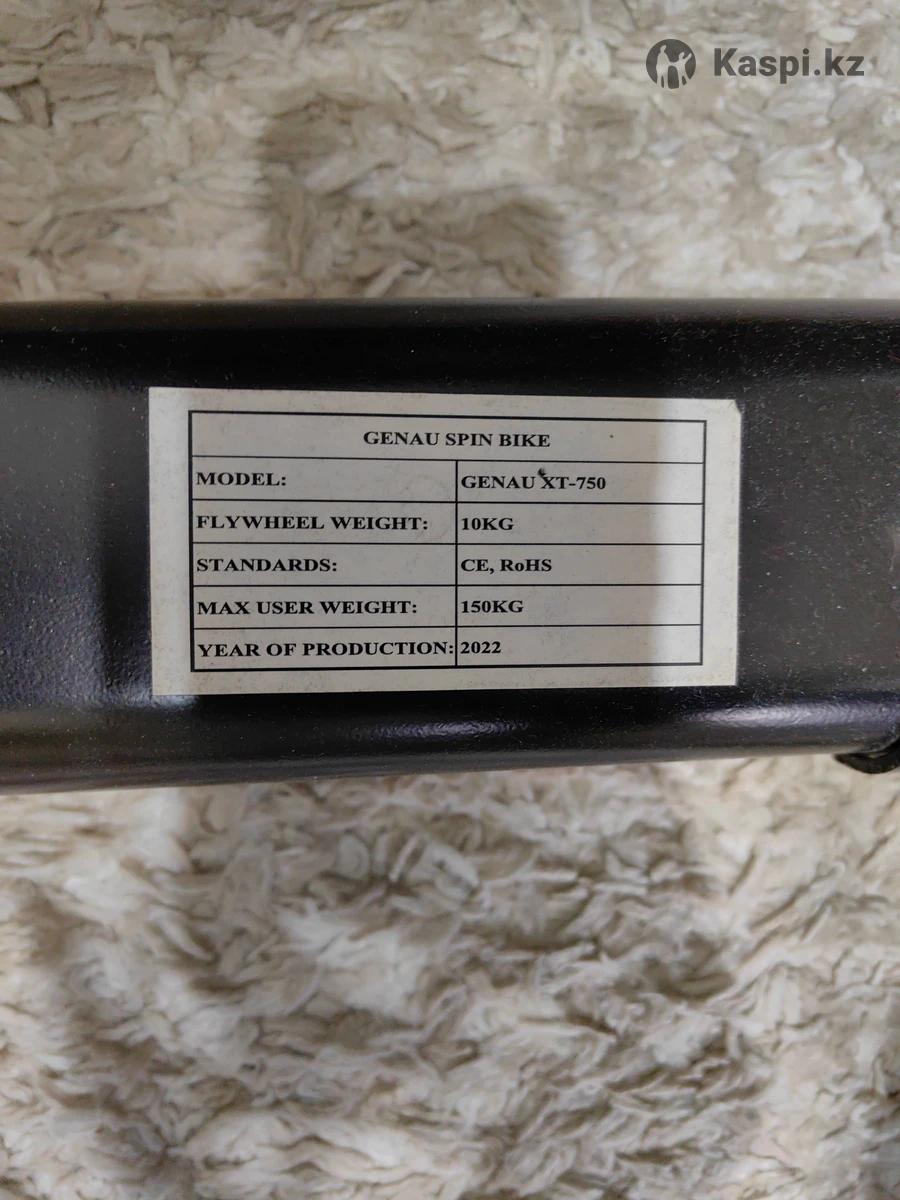 Kaspi.kz
GENAU SPIN BIKE
MODEL: GENAU XT-750
FLYWHEEL WEIGHT: 10KG
STANDARDS: CE, RoHS
MAX USER WEIGHT: 150KG
YEAR OF PRODUCTION: 2022